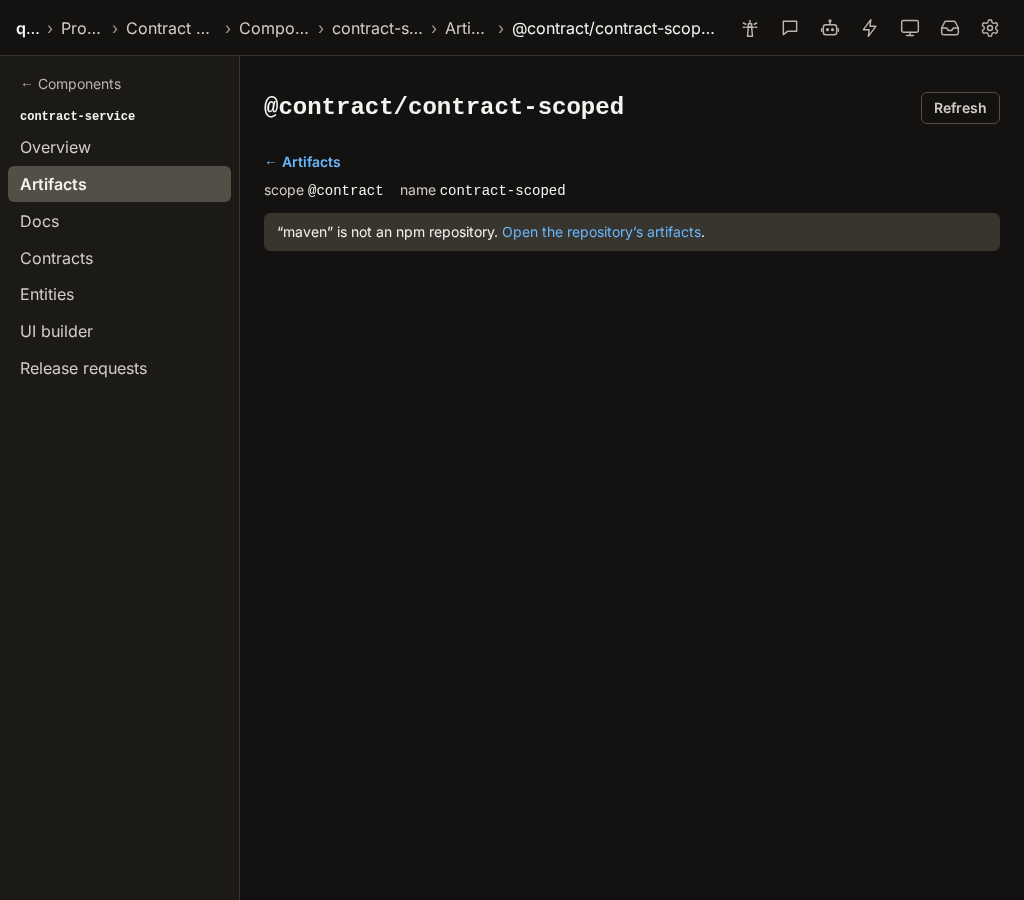 q... › Pro... › Contract ... › Compo... › contract-s... › Arti... › @contract/contract-scop...
← Components
contract-service
Overview
Artifacts
Docs
Contracts
Entities
UI builder
Release requests
@contract/contract-scoped
Refresh
← Artifacts
scope @contract name contract-scoped
“maven” is not an npm repository. Open the repository’s artifacts.